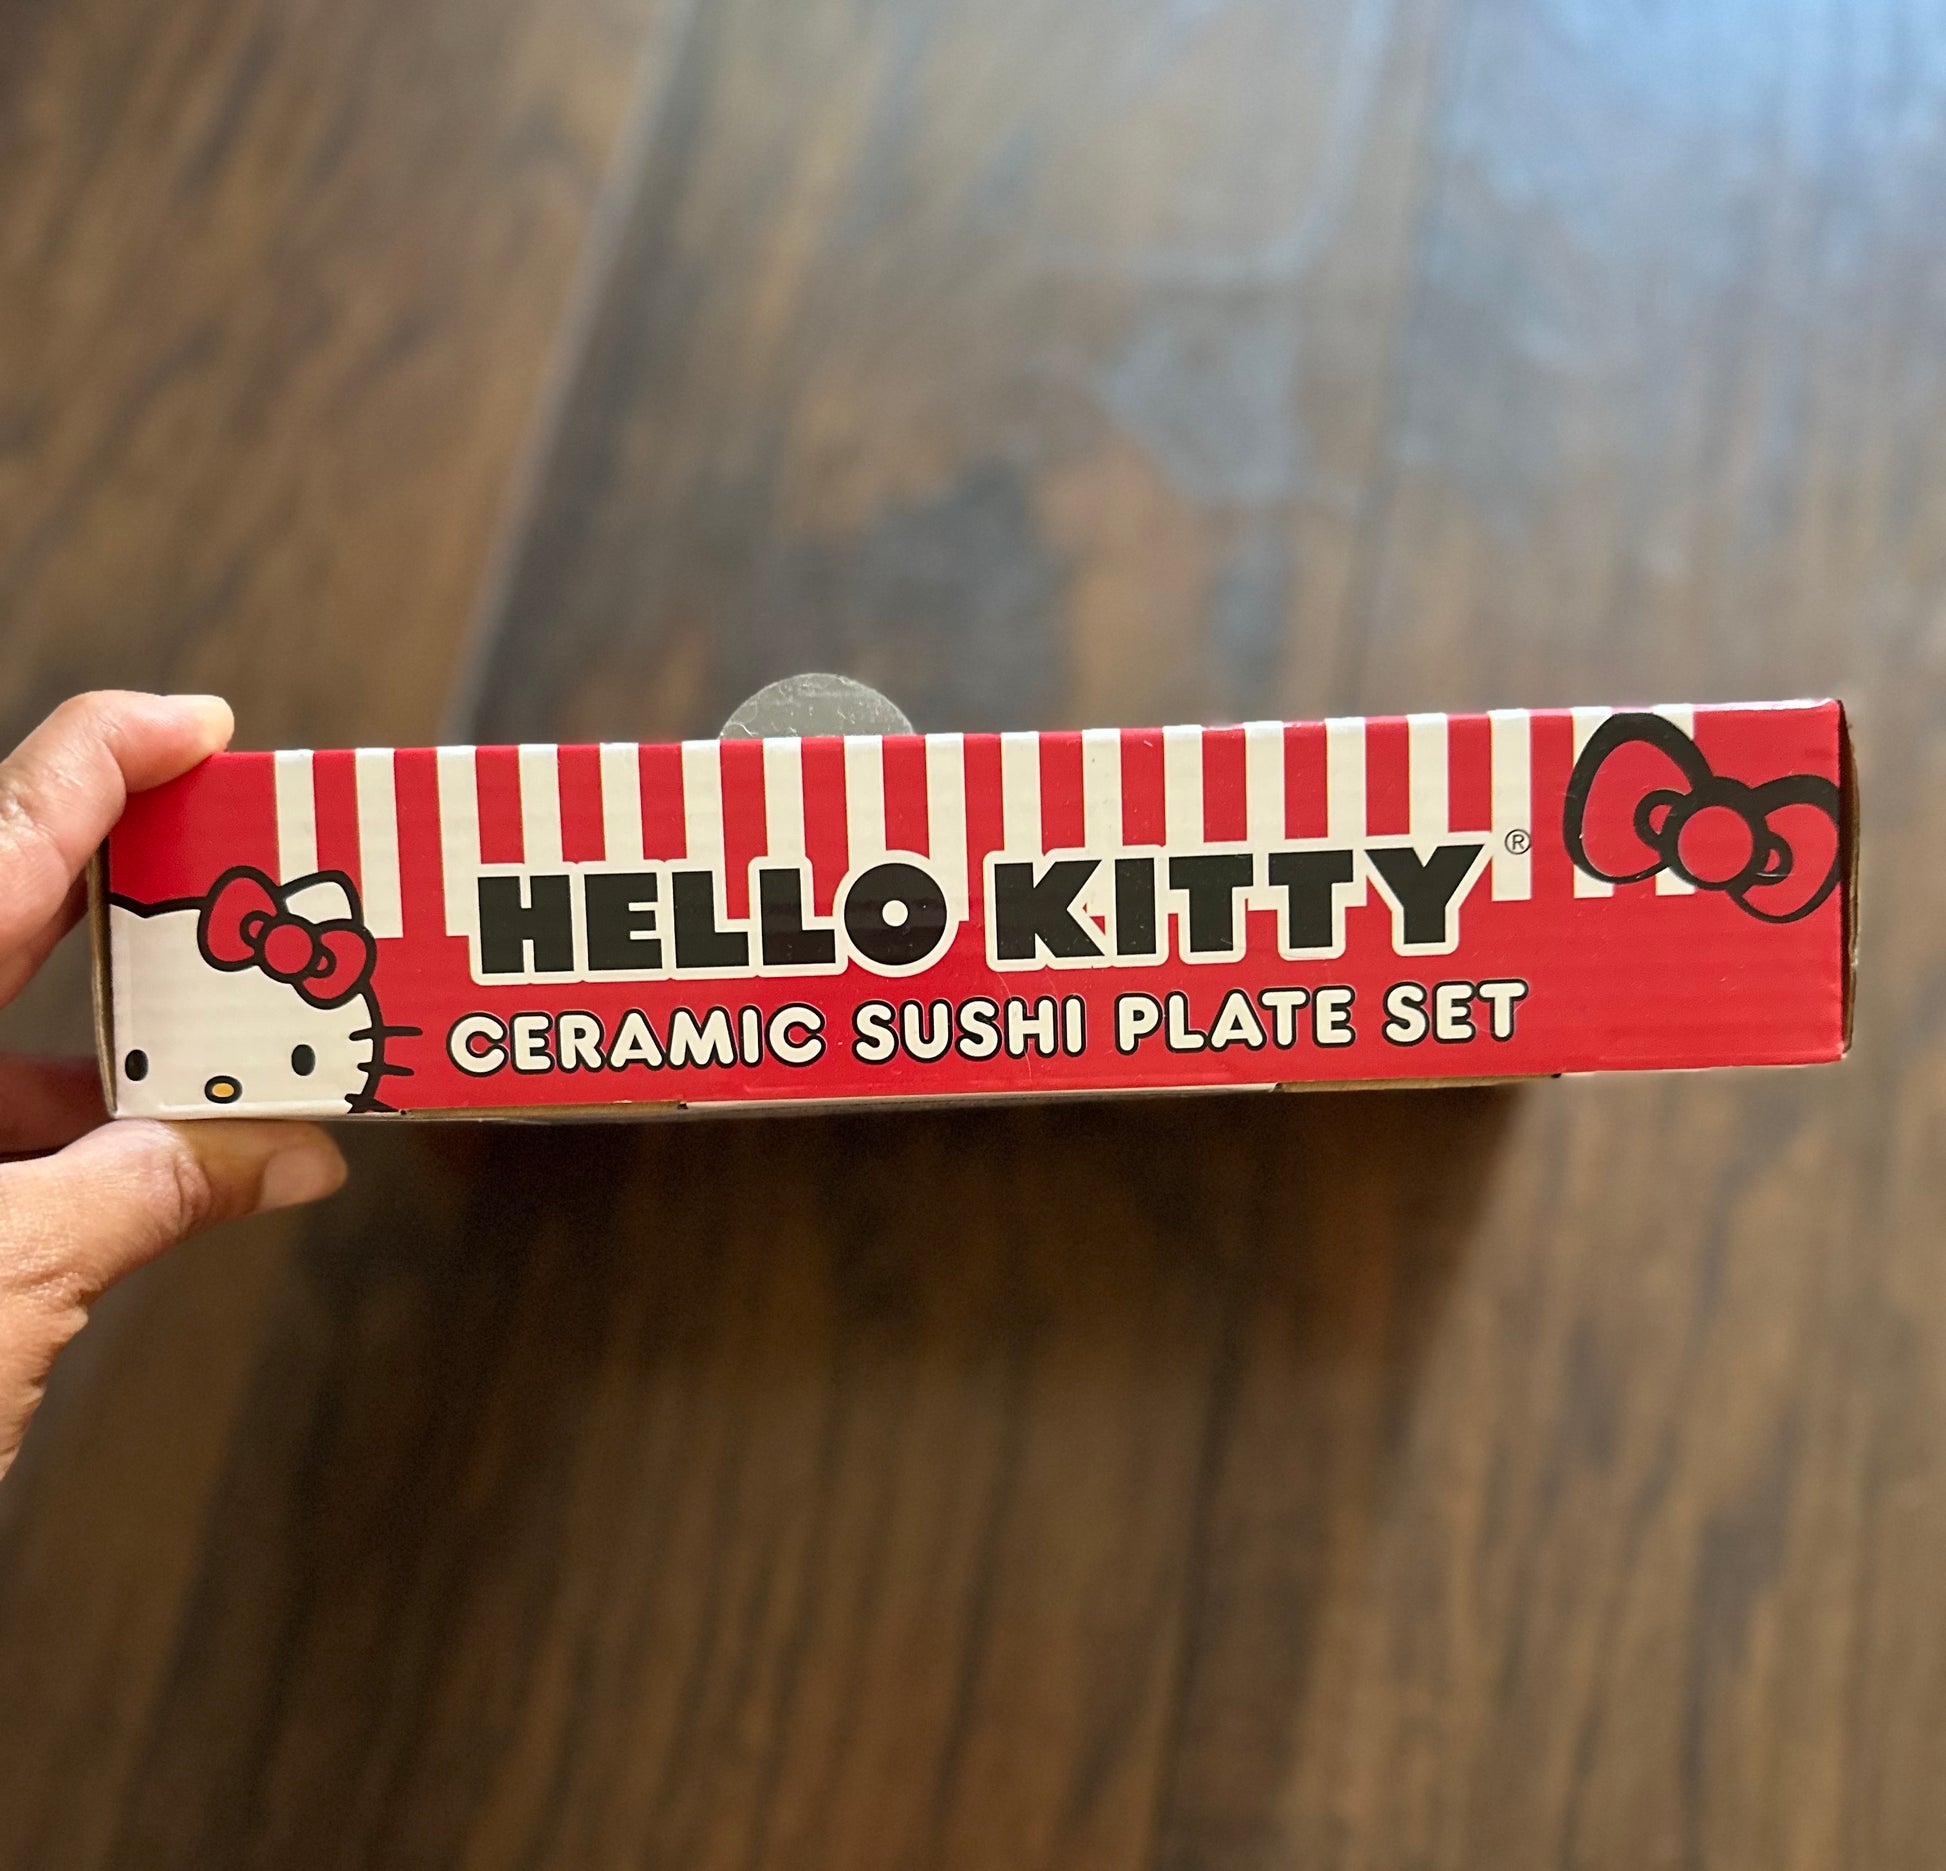 HELLO KITTY®
CERAMIC SUSHI PLATE SET